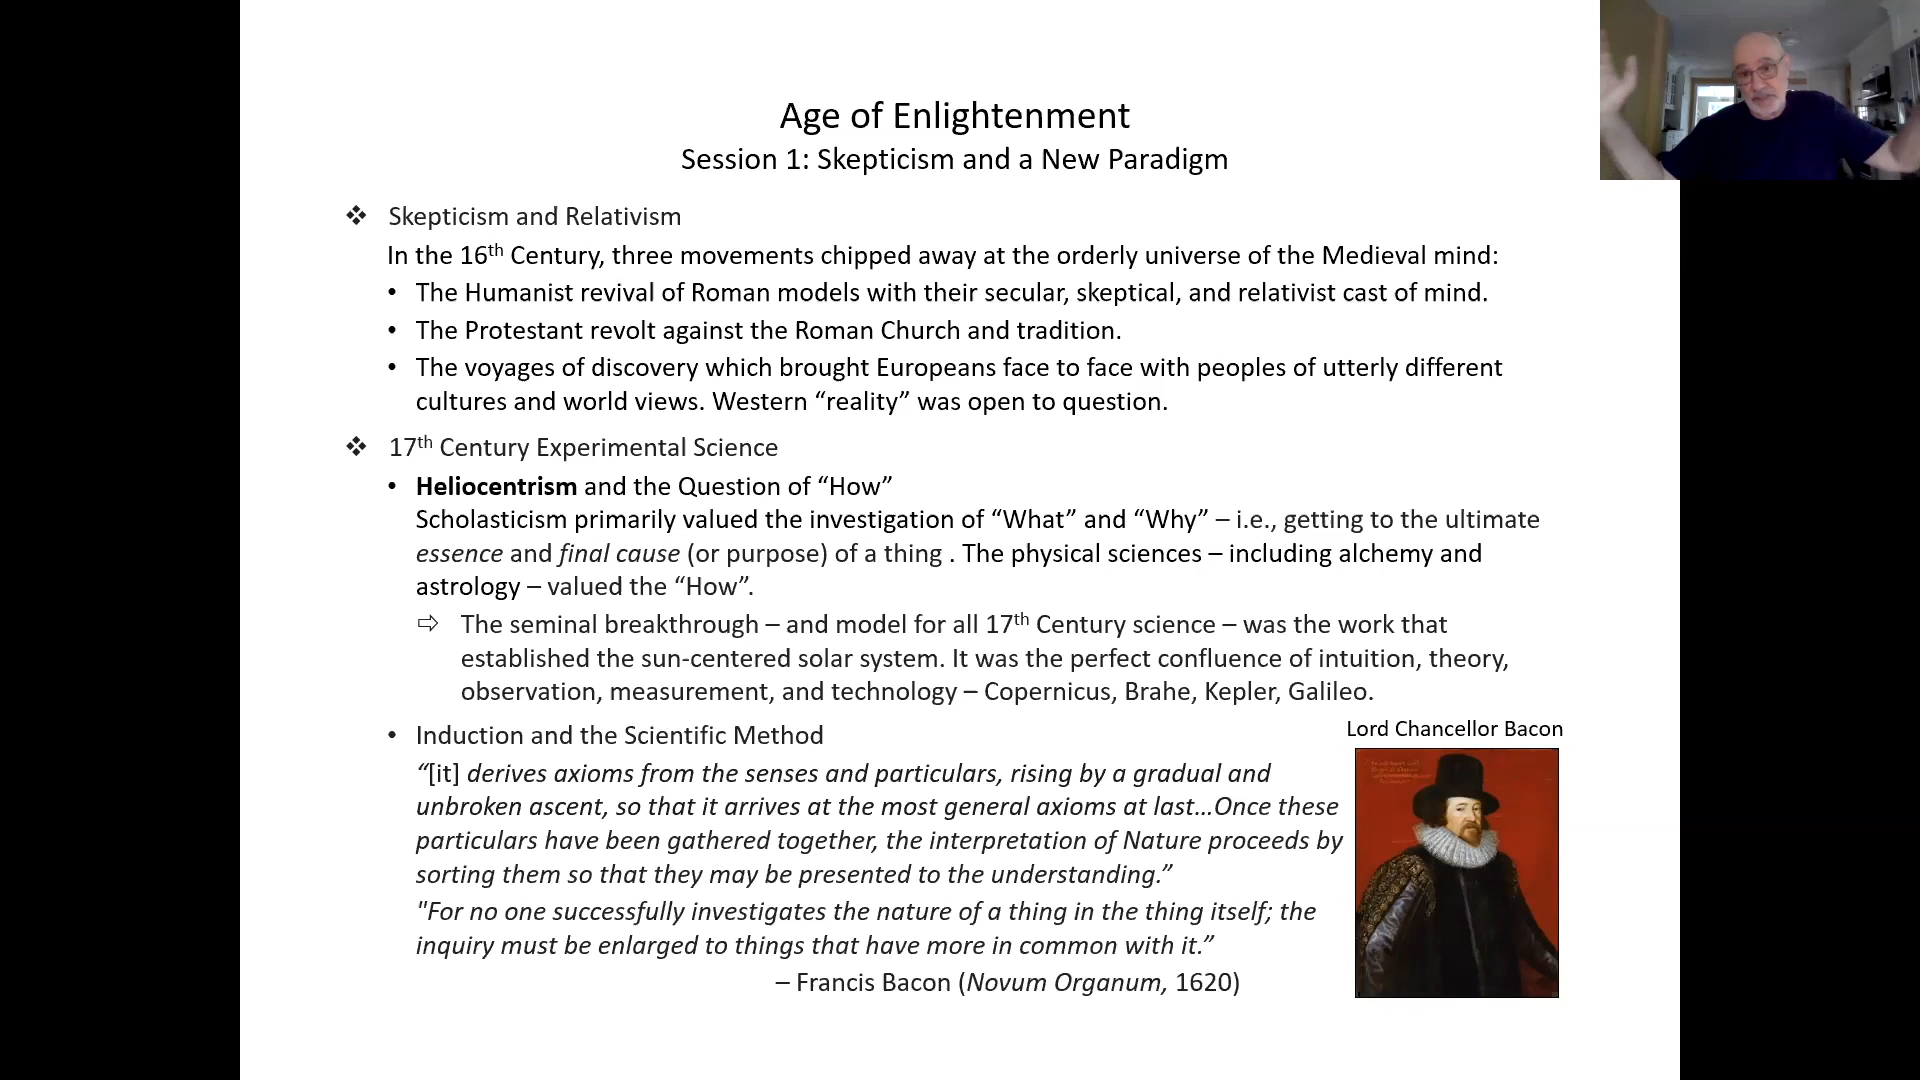 Age of Enlightenment
Session 1: Skepticism and a New Paradigm
❖ Skepticism and Relativism
In the 16th Century, three movements chipped away at the orderly universe of the Medieval mind:
• The Humanist revival of Roman models with their secular, skeptical, and relativist cast of mind.
• The Protestant revolt against the Roman Church and tradition.
• The voyages of discovery which brought Europeans face to face with peoples of utterly different
cultures and world views. Western “reality” was open to question.
❖ 17th Century Experimental Science
• Heliocentrism and the Question of “How”
Scholasticism primarily valued the investigation of “What” and “Why” – i.e., getting to the ultimate
essence and final cause (or purpose) of a thing . The physical sciences – including alchemy and
astrology – valued the “How”.
⇨ The seminal breakthrough – and model for all 17th Century science – was the work that
established the sun-centered solar system. It was the perfect confluence of intuition, theory,
observation, measurement, and technology – Copernicus, Brahe, Kepler, Galileo.
• Induction and the Scientific Method
“[it] derives axioms from the senses and particulars, rising by a gradual and
unbroken ascent, so that it arrives at the most general axioms at last…Once these
particulars have been gathered together, the interpretation of Nature proceeds by
sorting them so that they may be presented to the understanding.”
"For no one successfully investigates the nature of a thing in the thing itself; the
inquiry must be enlarged to things that have more in common with it.”
– Francis Bacon (Novum Organum, 1620)
Lord Chancellor Bacon